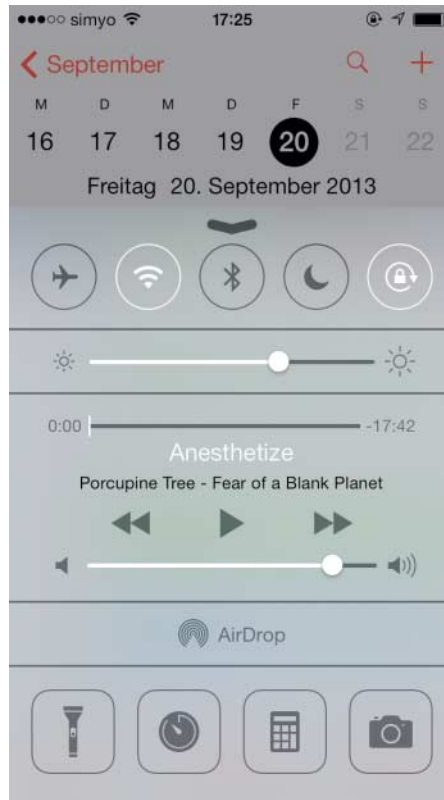 simyo 17:25
September
M D M D F S S
16 17 18 19 20 21 22
Freitag 20. September 2013
0:00 -17:42
Anesthetize
Porcupine Tree - Fear of a Blank Planet
AirDrop